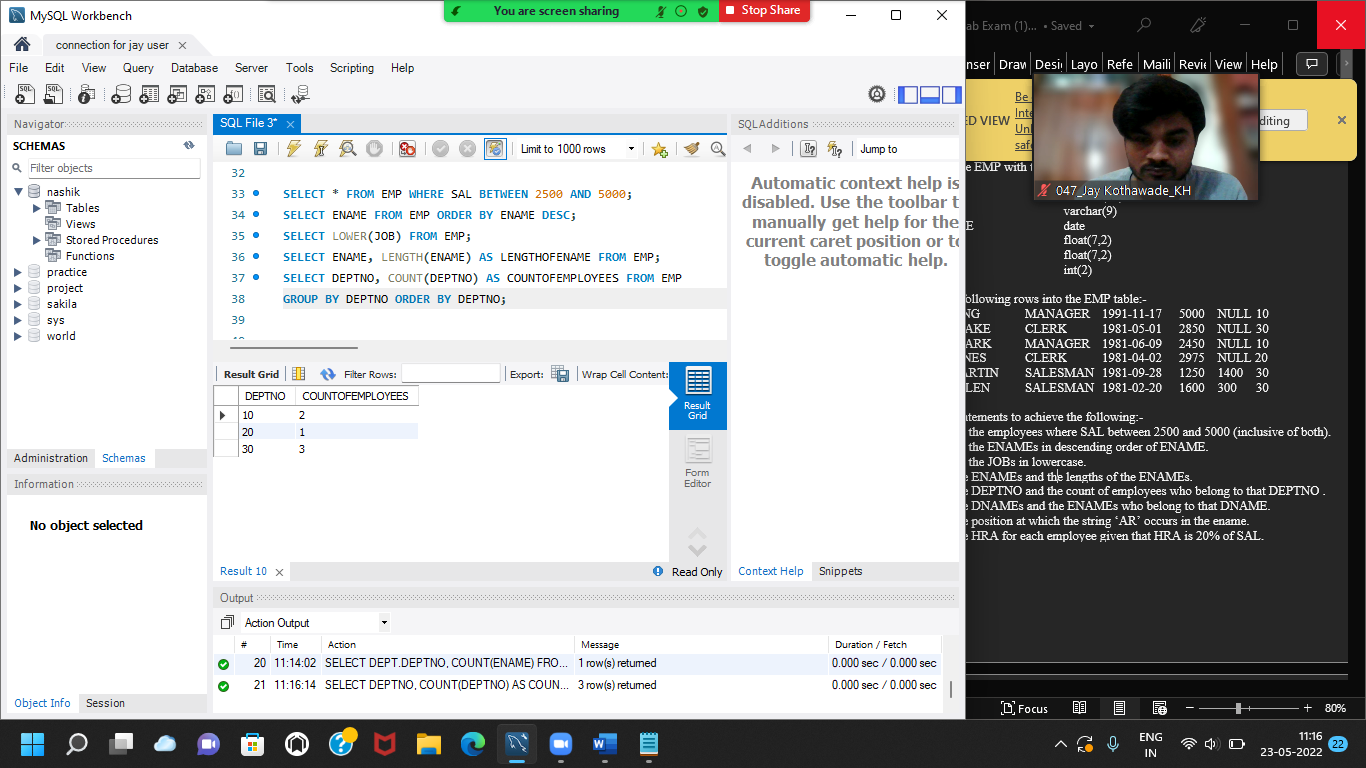 MySQL Workbench
You are screen sharing
Stop Share
connection for jay user
File Edit View Query Database Server Tools Scripting Help
Navigator
SCHEMAS
Filter objects
nashik
Tables
Views
Stored Procedures
Functions
practice
project
sakila
sys
world
Administration Schemas
Information
No object selected
Object Info Session
SQL File 3*
Limit to 1000 rows
32
33 SELECT * FROM EMP WHERE SAL BETWEEN 2500 AND 5000;
34 SELECT ENAME FROM EMP ORDER BY ENAME DESC;
35 SELECT LOWER(JOB) FROM EMP;
36 SELECT ENAME, LENGTH(ENAME) AS LENGTHOFENAME FROM EMP;
37 SELECT DEPTNO, COUNT(DEPTNO) AS COUNTOFEMPLOYEES FROM EMP
38 GROUP BY DEPTNO ORDER BY DEPTNO;
39
Result Grid Filter Rows: Export: Wrap Cell Content:
DEPTNO COUNTOFEMPLOYEES
10 2
20 1
30 3
Result Grid
Form Editor
Result 10
Read Only
SQLAdditions
Jump to
Automatic context help is
disabled. Use the toolbar t
manually get help for the
current caret position or to
toggle automatic help.
Context Help Snippets
Output
Action Output
# Time Action Message Duration / Fetch
20 11:14:02 SELECT DEPT.DEPTNO, COUNT(ENAME) FRO... 1 row(s) returned 0.000 sec / 0.000 sec
21 11:16:14 SELECT DEPTNO, COUNT(DEPTNO) AS COUN... 3 row(s) returned 0.000 sec / 0.000 sec
ab Exam (1)... • Saved
nser Draw Desi Layo Refe Maili Revie View Help
ED VIEW
Be
Inte
Unl
safe
diting
047_Jay Kothawade_KH
e EMP with t
varchar(9)
E date
float(7,2)
float(7,2)
int(2)
ollowing rows into the EMP table:-
NG MANAGER 1991-11-17 5000 NULL 10
AKE CLERK 1981-05-01 2850 NULL 30
ARK MANAGER 1981-06-09 2450 NULL 10
NES CLERK 1981-04-02 2975 NULL 20
ARTIN SALESMAN 1981-09-28 1250 1400 30
LEN SALESMAN 1981-02-20 1600 300 30
tements to achieve the following:-
the employees where SAL between 2500 and 5000 (inclusive of both).
the ENAMEs in descending order of ENAME.
the JOBs in lowercase.
e ENAMEs and the lengths of the ENAMEs.
e DEPTNO and the count of employees who belong to that DEPTNO .
e DNAMEs and the ENAMEs who belong to that DNAME.
e position at which the string ‘AR’ occurs in the ename.
e HRA for each employee given that HRA is 20% of SAL.
Focus
80%
ENG
IN
11:16
23-05-2022
22